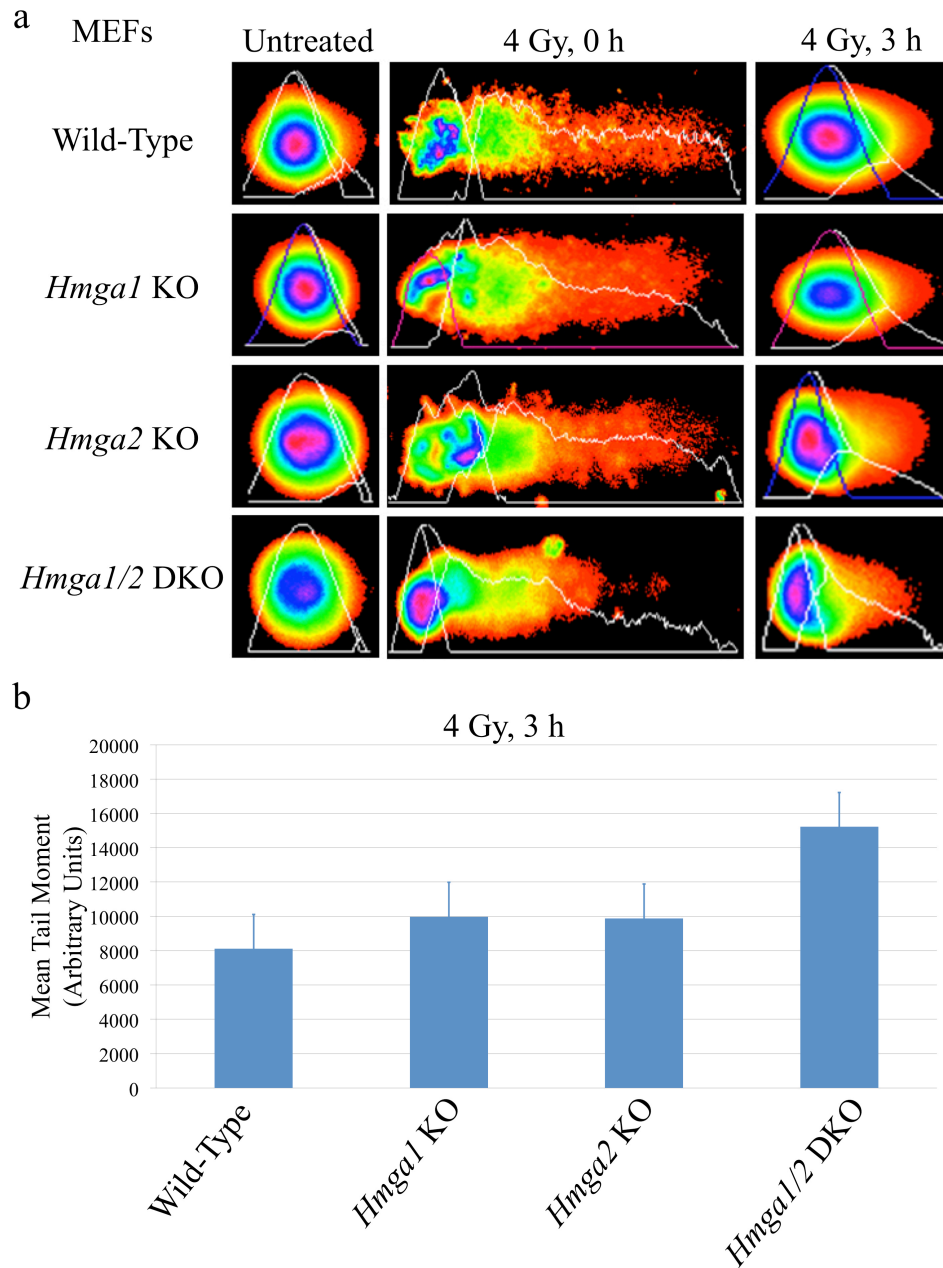 a
MEFs
Untreated
4 Gy, 0 h
4 Gy, 3 h
Wild-Type
Hmga1 KO
Hmga2 KO
Hmga1/2 DKO
b
4 Gy, 3 h
Mean Tail Moment
(Arbitrary Units)
20000
18000
16000
14000
12000
10000
8000
6000
4000
2000
0
Wild-Type
Hmga1 KO
Hmga2 KO
Hmga1/2 DKO